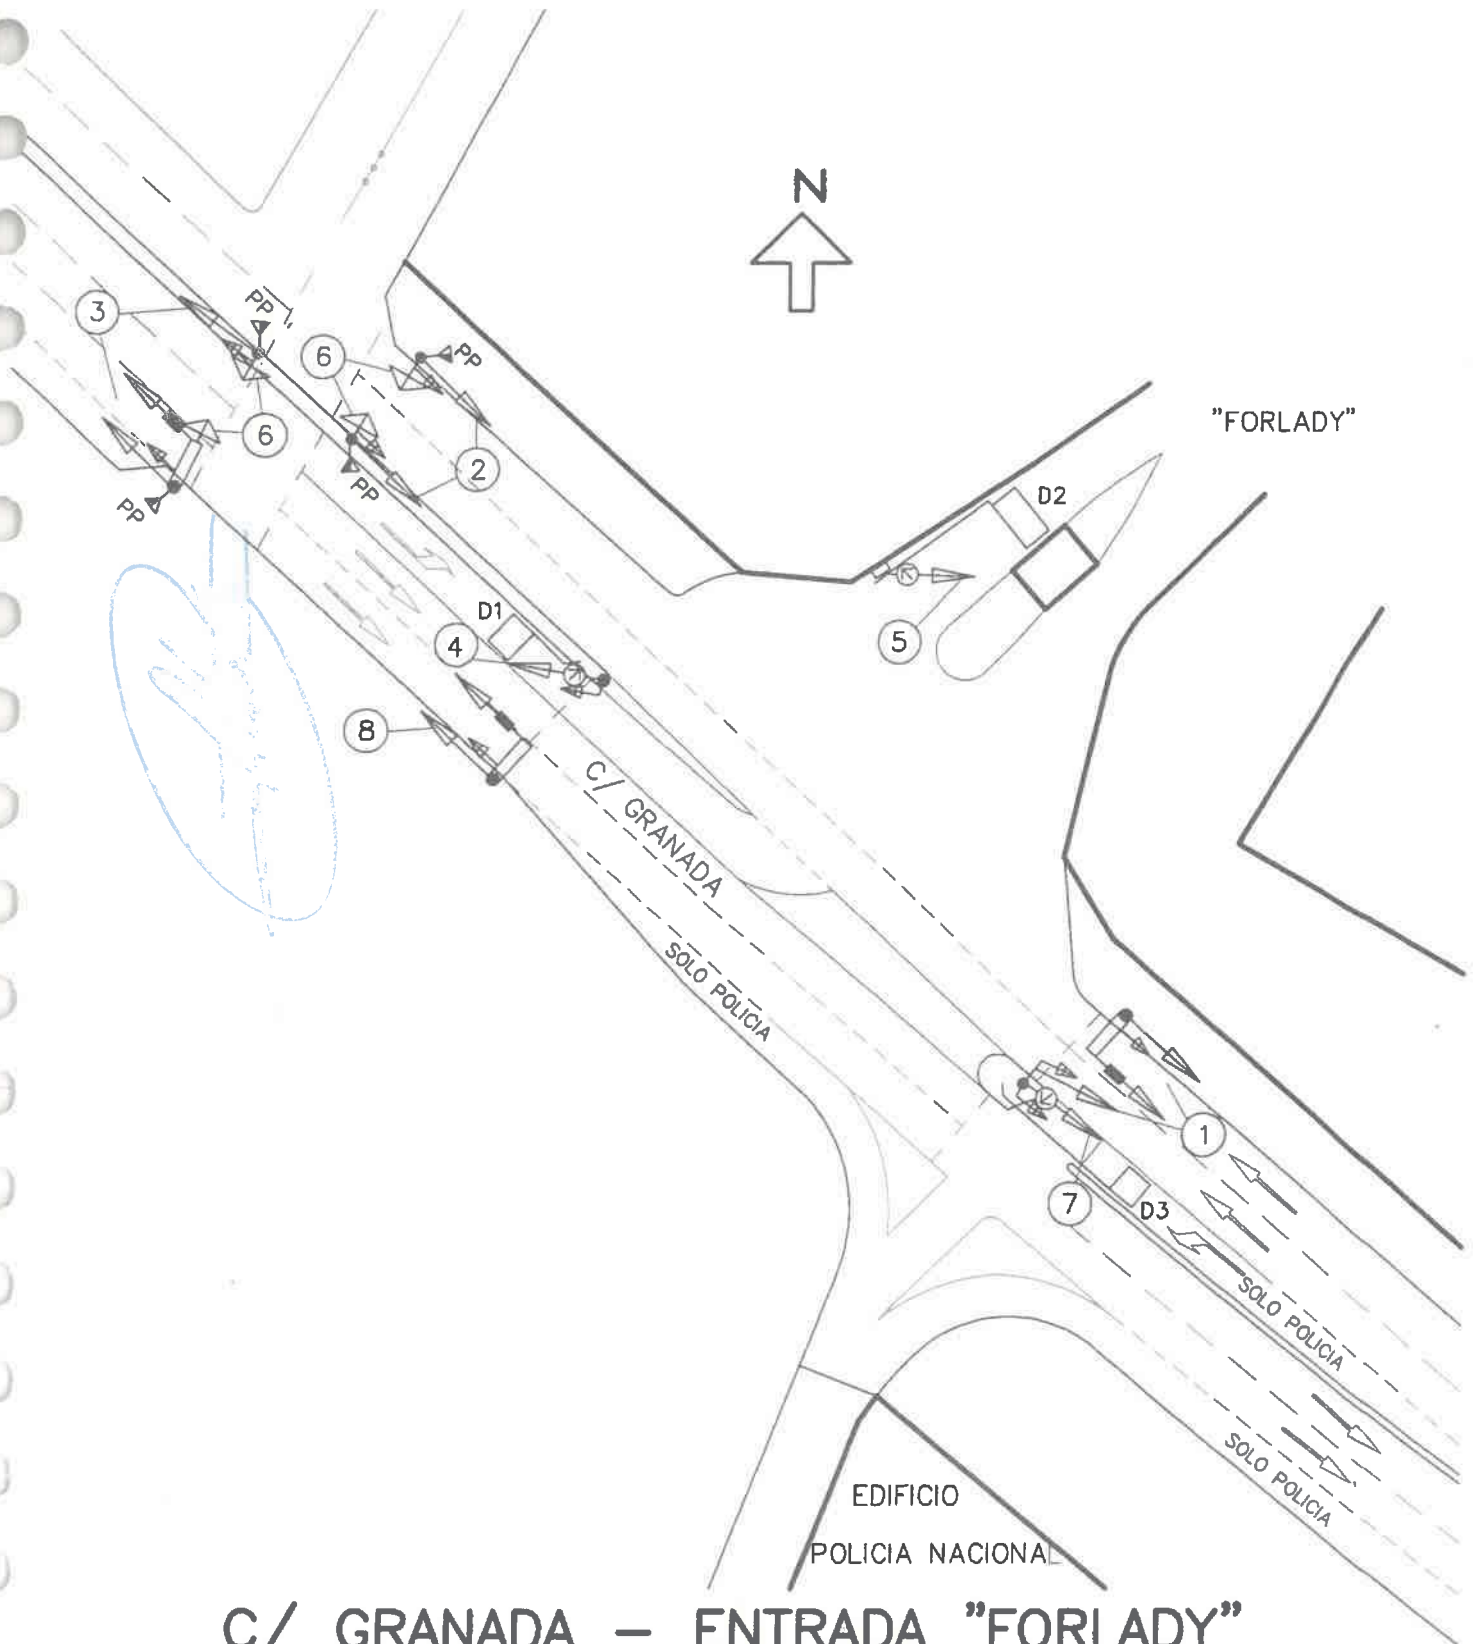 N
"FORLADY"
3
PP
6
PP
6
2
PP
PP
D2
D1
4
5
8
C/ GRANADA
SOLO POLICIA
1
7
D3
SOLO POLICIA
SOLO POLICIA
EDIFICIO
POLICIA NACIONAL
C/ GRANADA - ENTRADA "FORLADY"